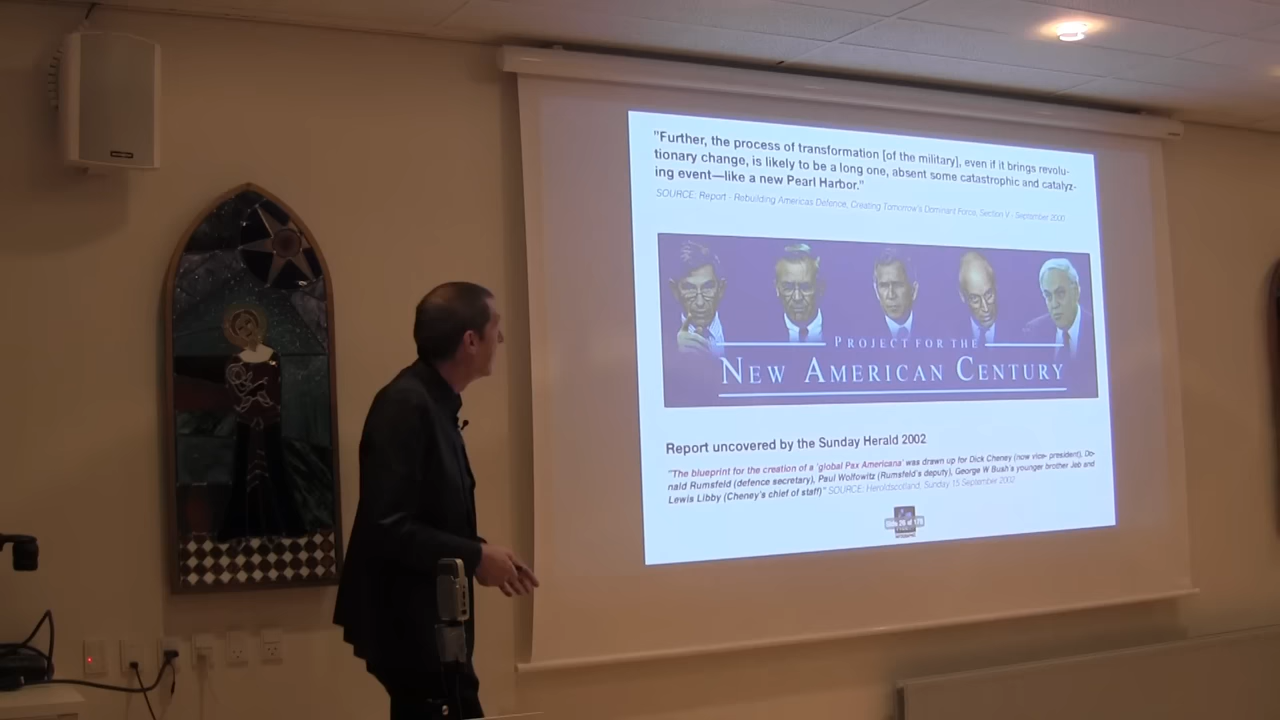 "Further, the process of transformation [of the military], even if it brings revolu-
tionary change, is likely to be a long one, absent some catastrophic and catalyz-
ing event—like a new Pearl Harbor."
SOURCE: Report - Rebuilding Americas Defence, Creating Tomorrow's Dominant Force, Section V - September 2000
PROJECT FOR THE
NEW AMERICAN CENTURY
Report uncovered by the Sunday Herald 2002
"The blueprint for the creation of a 'global Pax Americana' was drawn up for Dick Cheney (now vice- president), Do-
nald Rumsfeld (defence secretary), Paul Wolfowitz (Rumsfeld's deputy), George W Bush's younger brother Jeb and
Lewis Libby (Cheney's chief of staff)" SOURCE: Heroldscotland, Sunday 15 September 2002
Slide 26 of 175